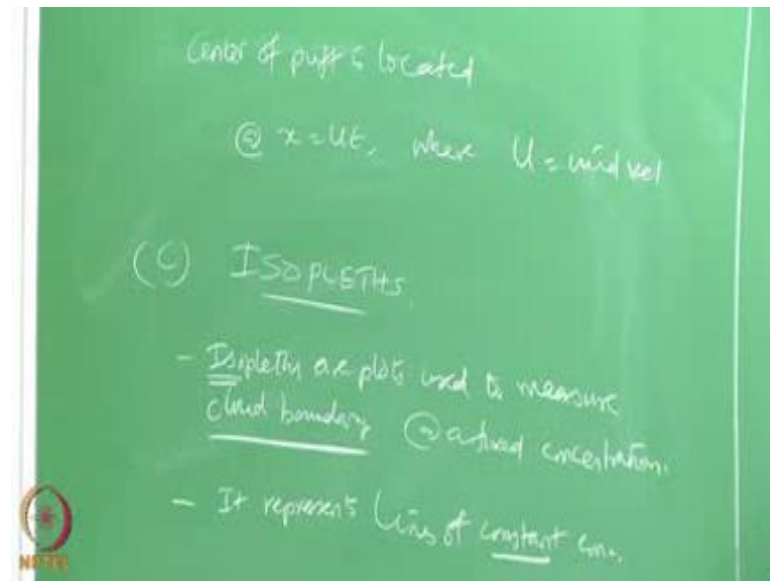 Center of puff is located
@ x = ut, where U = wind vel
(c) ISOPLETHS.
- Isopleths are plots used to measure
cloud boundary @ a fixed concentration.
- It represents lines of constant conc.
NPTEL